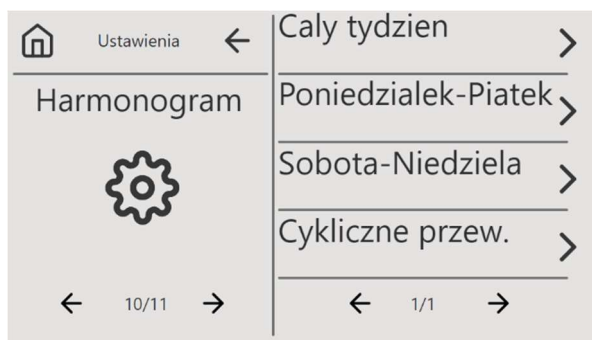 Ustawienia
Harmonogram
10/11
Caly tydzien
Poniedzialek-Piatek
Sobota-Niedziela
Cykliczne przew.
1/1